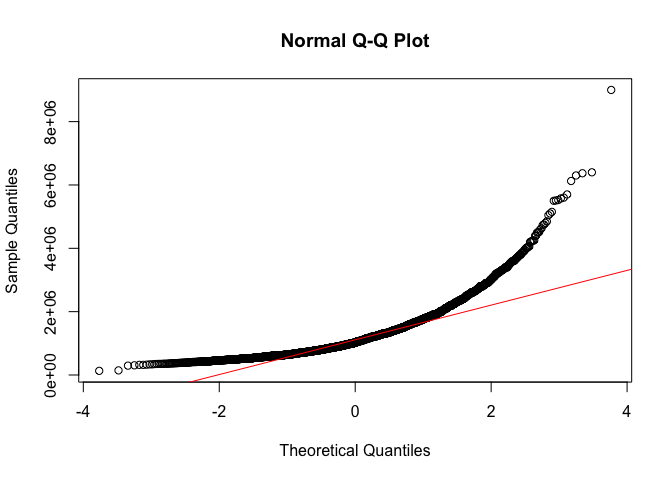 Normal Q-Q Plot
Sample Quantiles
8e+06
6e+06
4e+06
2e+06
0e+00
-4 -2 0 2 4
Theoretical Quantiles